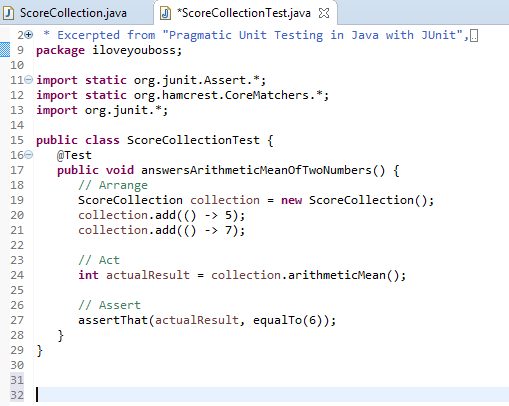 ScoreCollection.java *ScoreCollectionTest.java
2 * Excerpted from "Pragmatic Unit Testing in Java with JUnit",
9 package iloveyouboss;
10
11 import static org.junit.Assert.*;
12 import static org.hamcrest.CoreMatchers.*;
13 import org.junit.*;
14
15 public class ScoreCollectionTest {
16 @Test
17 public void answersArithmeticMeanOfTwoNumbers() {
18 // Arrange
19 ScoreCollection collection = new ScoreCollection();
20 collection.add(() -> 5);
21 collection.add(() -> 7);
22
23 // Act
24 int actualResult = collection.arithmeticMean();
25
26 // Assert
27 assertThat(actualResult, equalTo(6));
28 }
29 }
30
31
32